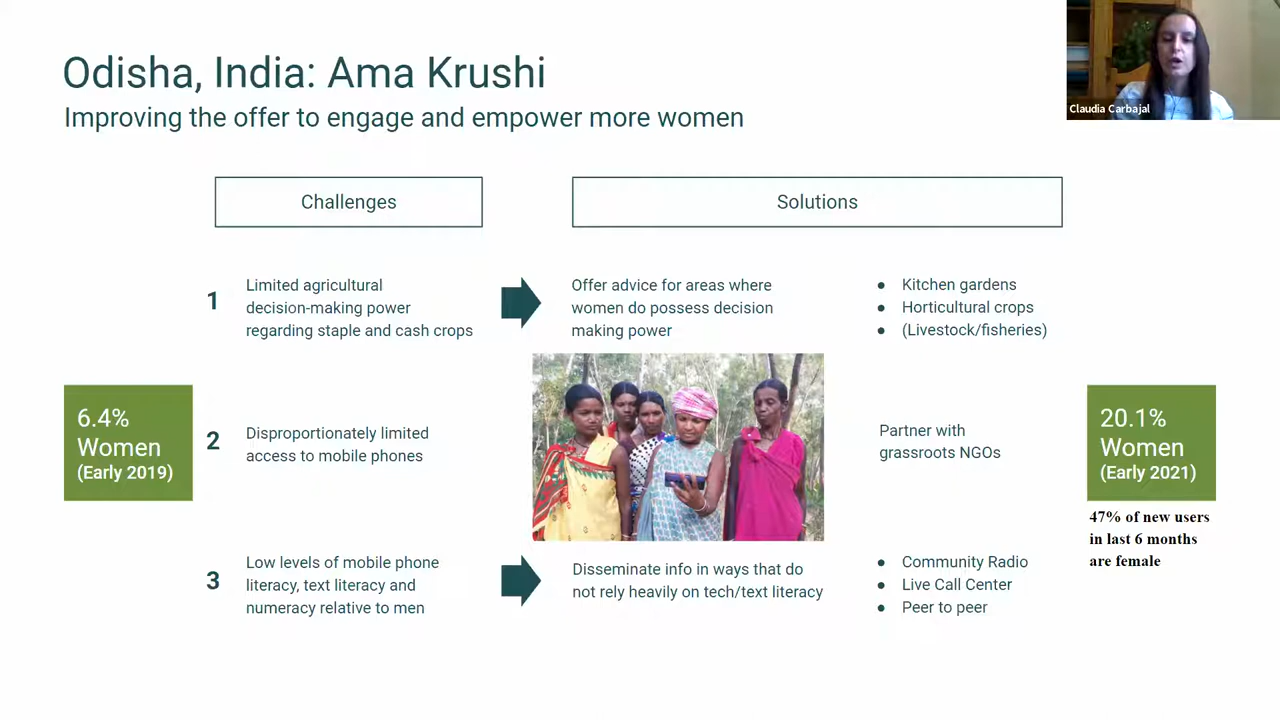 Odisha, India: Ama Krushi
Improving the offer to engage and empower more women
Claudia Carbajal
Challenges
Solutions
1
Limited agricultural
decision-making power
regarding staple and cash crops
Offer advice for areas where
women do possess decision
making power
● Kitchen gardens
● Horticultural crops
● (Livestock/fisheries)
6.4%
Women
(Early 2019)
2
Disproportionately limited
access to mobile phones
Partner with
grassroots NGOs
20.1%
Women
(Early 2021)
47% of new users
in last 6 months
are female
3
Low levels of mobile phone
literacy, text literacy and
numeracy relative to men
Disseminate info in ways that do
not rely heavily on tech/text literacy
● Community Radio
● Live Call Center
● Peer to peer